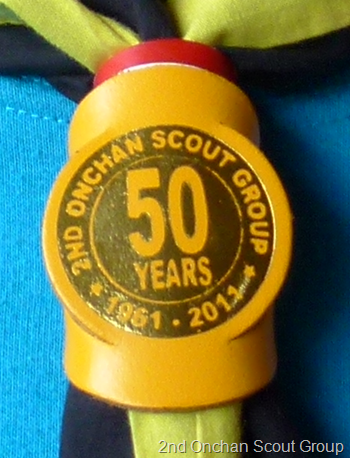 2ND ONCHAN SCOUT GROUP
50
YEARS
★ 1961 · 2011 ★
2nd Onchan Scout Group